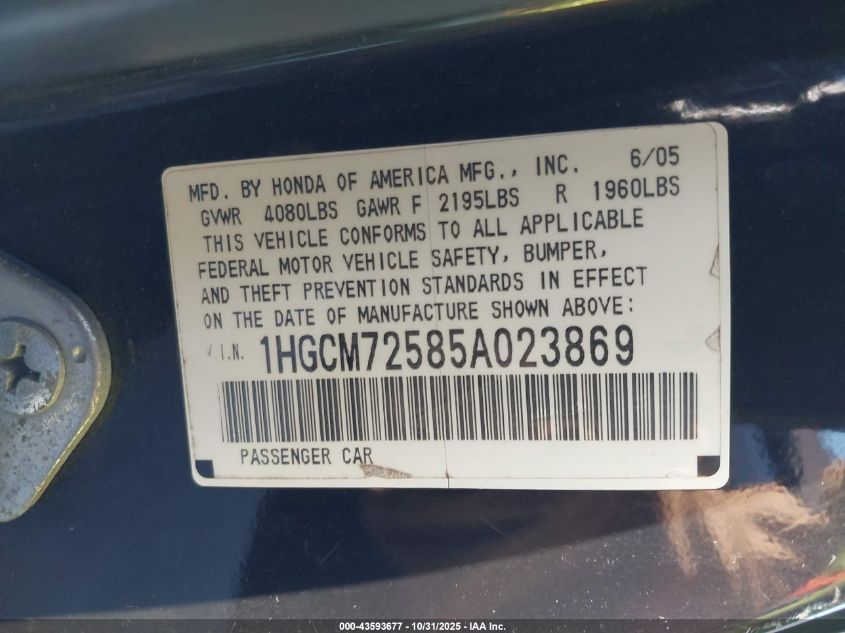 MFD. BY HONDA OF AMERICA MFG., INC. 6/05
GVWR 4080LBS GAWR F 2195LBS R 1960LBS
THIS VEHICLE CONFORMS TO ALL APPLICABLE
FEDERAL MOTOR VEHICLE SAFETY, BUMPER,
AND THEFT PREVENTION STANDARDS IN EFFECT
ON THE DATE OF MANUFACTURE SHOWN ABOVE:
V.I.N. 1HGCM72585A023869
PASSENGER CAR
000-43593677 - 10/31/2025 - IAA Inc.